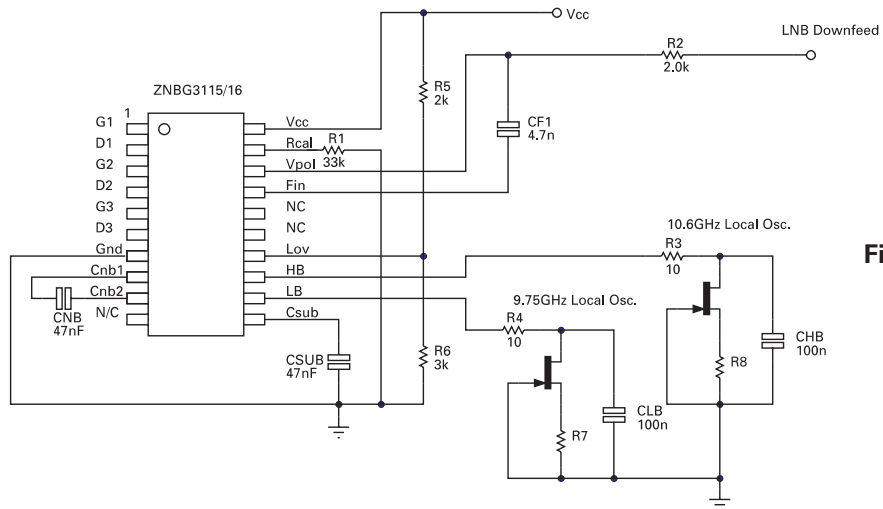 Vcc
LNB Downfeed
R2
2.0k
R5
2k
ZNBG3115/16
CF1
4.7n
1
G1
D1
G2
D2
G3
D3
Gnd
Cnb1
Cnb2
N/C
Vcc
Rcal
Vpol
Fin
NC
NC
Lov
HB
LB
Csub
R1
33k
CNB
47nF
CSUB
47nF
R6
3k
10.6GHz Local Osc.
R3
10
Fi
9.75GHz Local Osc.
R4
10
CHB
100n
R8
CLB
100n
R7